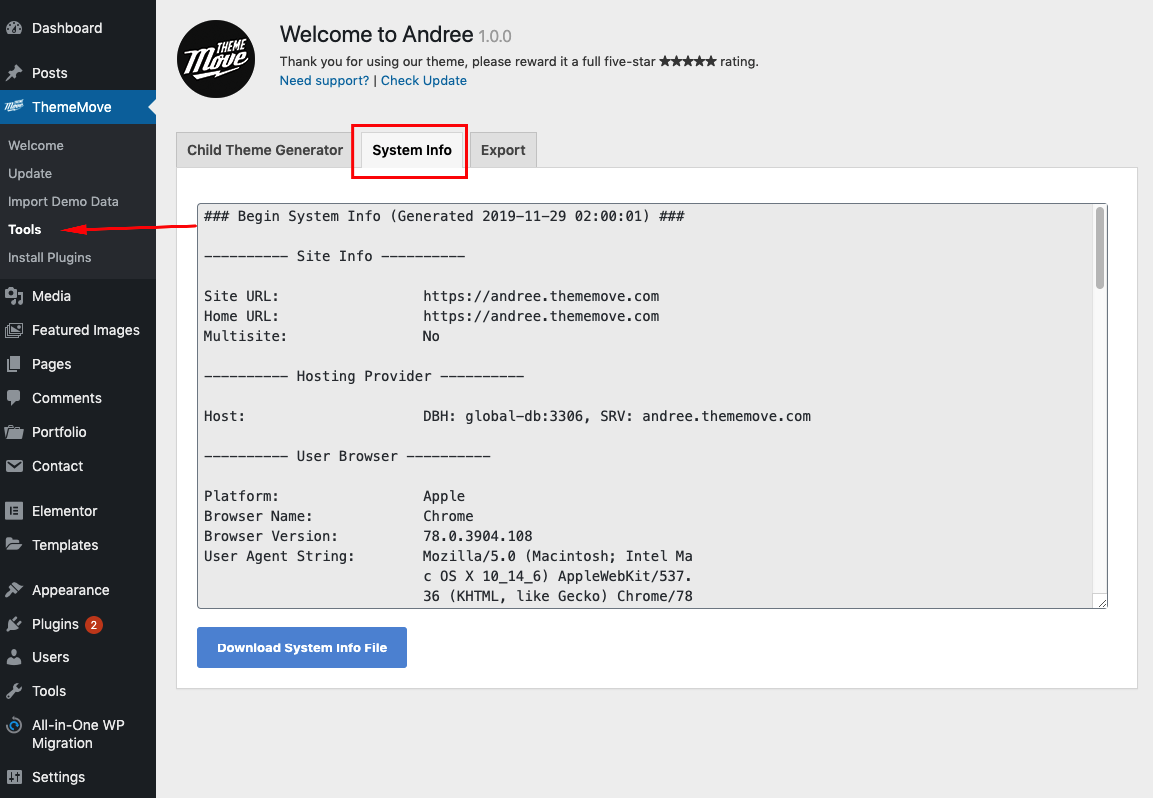 Dashboard
Posts
ThemeMove
Welcome
Update
Import Demo Data
Tools
Install Plugins
Media
Featured Images
Pages
Comments
Portfolio
Contact
Elementor
Templates
Appearance
Plugins 2
Users
Tools
All-in-One WP
Migration
Settings
THEME
Move
Welcome to Andree 1.0.0
Thank you for using our theme, please reward it a full five-star ★★★★★ rating.
Need support? | Check Update
Child Theme Generator System Info Export
### Begin System Info (Generated 2019-11-29 02:00:01) ###
---------- Site Info ----------
Site URL: https://andree.thememove.com
Home URL: https://andree.thememove.com
Multisite: No
---------- Hosting Provider ----------
Host: DBH: global-db:3306, SRV: andree.thememove.com
---------- User Browser ----------
Platform: Apple
Browser Name: Chrome
Browser Version: 78.0.3904.108
User Agent String: Mozilla/5.0 (Macintosh; Intel Ma
c OS X 10_14_6) AppleWebKit/537.
36 (KHTML, like Gecko) Chrome/78
Download System Info File